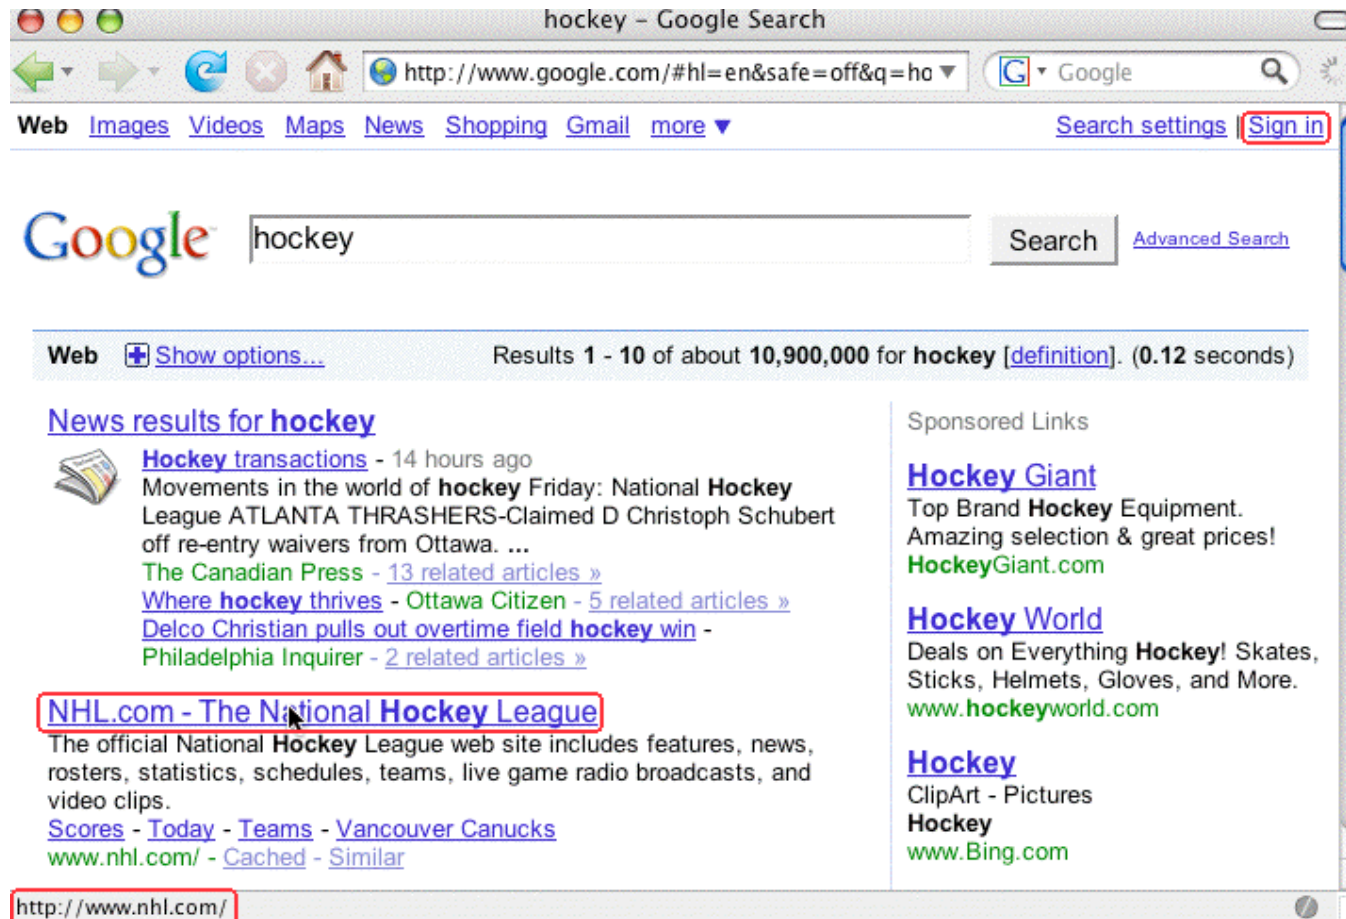 hockey – Google Search
http://www.google.com/#hl=en&safe=off&q=ho
G Google
Web Images Videos Maps News Shopping Gmail more ▼ Search settings | Sign in
Google hockey Search Advanced Search
Web Show options... Results 1 - 10 of about 10,900,000 for hockey [definition]. (0.12 seconds)
News results for hockey
Hockey transactions - 14 hours ago
Movements in the world of hockey Friday: National Hockey
League ATLANTA THRASHERS-Claimed D Christoph Schubert
off re-entry waivers from Ottawa. ...
The Canadian Press - 13 related articles »
Where hockey thrives - Ottawa Citizen - 5 related articles »
Delco Christian pulls out overtime field hockey win -
Philadelphia Inquirer - 2 related articles »
NHL.com - The National Hockey League
The official National Hockey League web site includes features, news,
rosters, statistics, schedules, teams, live game radio broadcasts, and
video clips.
Scores - Today - Teams - Vancouver Canucks
www.nhl.com/ - Cached - Similar
Sponsored Links
Hockey Giant
Top Brand Hockey Equipment.
Amazing selection & great prices!
HockeyGiant.com
Hockey World
Deals on Everything Hockey! Skates,
Sticks, Helmets, Gloves, and More.
www.hockeyworld.com
Hockey
ClipArt - Pictures
Hockey
www.Bing.com
http://www.nhl.com/